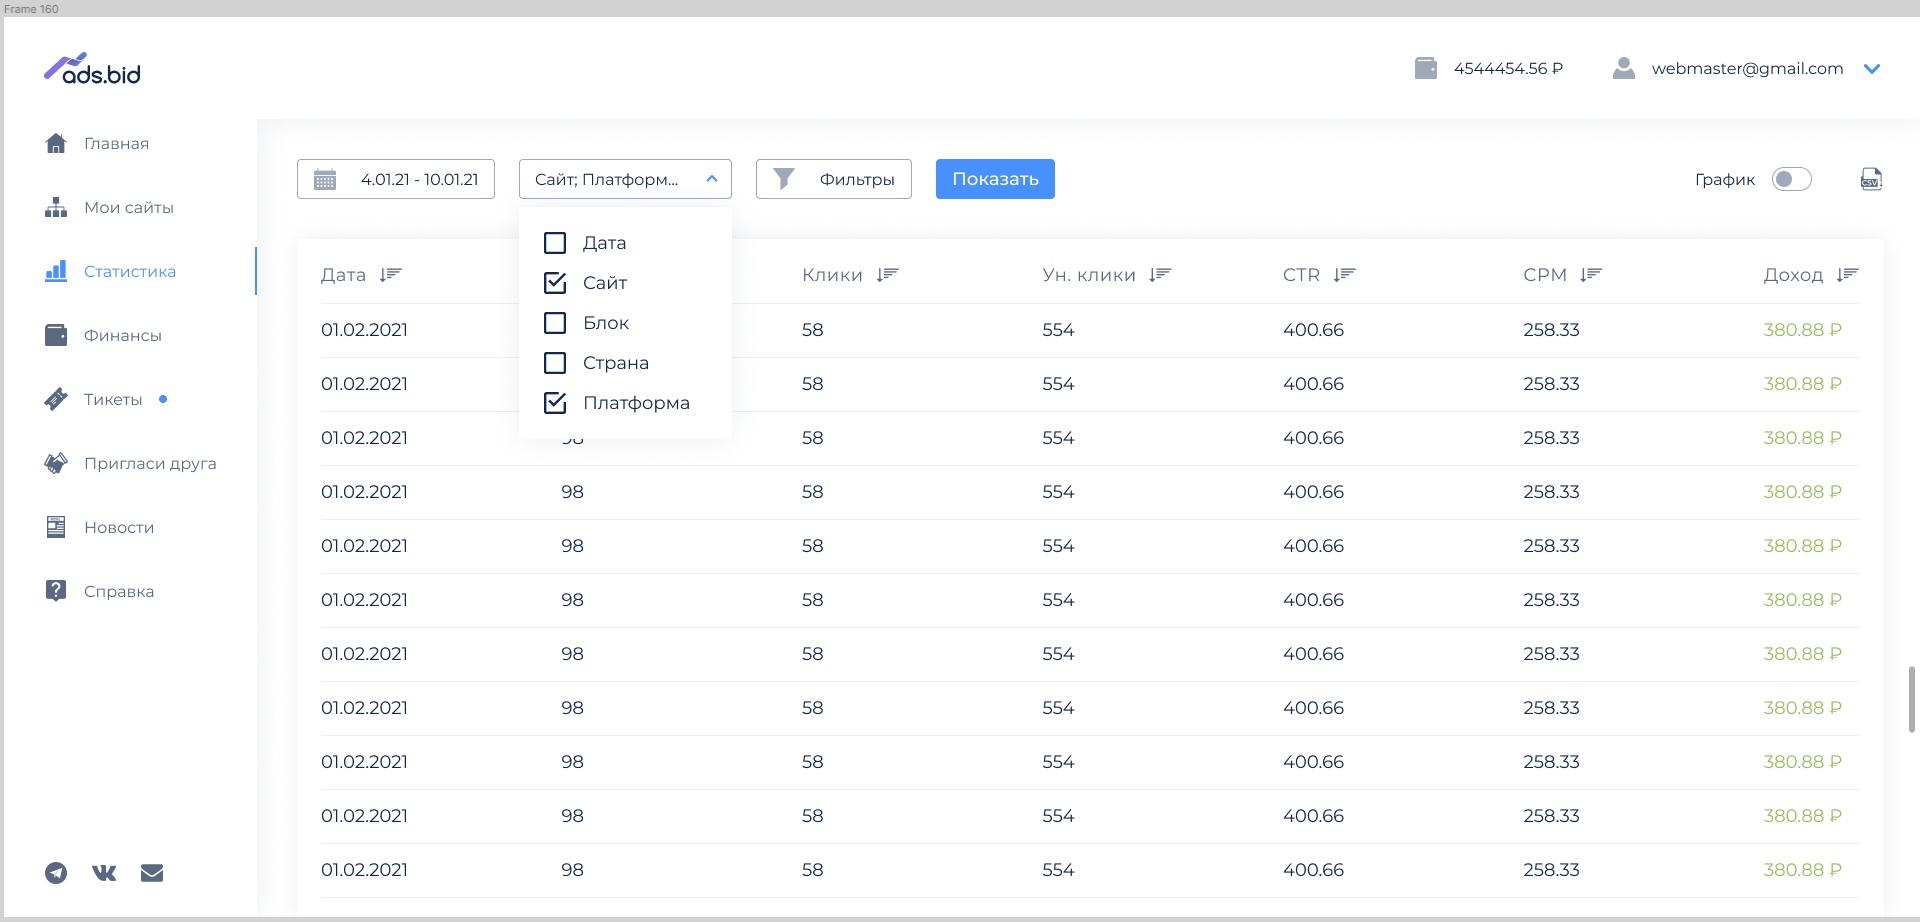 Frame 160
ads.bid
4544454.56 ₽
webmaster@gmail.com
Главная
Мои сайты
Статистика
Финансы
Тикеты
Пригласи друга
Новости
Справка
4.01.21 - 10.01.21
Сайт; Платформ...
Фильтры
Показать
График
CSV
Дата
Сайт
Блок
Страна
Платформа
Дата Клики Ун. клики CTR CPM Доход
01.02.2021 58 554 400.66 258.33 380.88 ₽
01.02.2021 58 554 400.66 258.33 380.88 ₽
01.02.2021 98 58 554 400.66 258.33 380.88 ₽
01.02.2021 98 58 554 400.66 258.33 380.88 ₽
01.02.2021 98 58 554 400.66 258.33 380.88 ₽
01.02.2021 98 58 554 400.66 258.33 380.88 ₽
01.02.2021 98 58 554 400.66 258.33 380.88 ₽
01.02.2021 98 58 554 400.66 258.33 380.88 ₽
01.02.2021 98 58 554 400.66 258.33 380.88 ₽
01.02.2021 98 58 554 400.66 258.33 380.88 ₽
01.02.2021 98 58 554 400.66 258.33 380.88 ₽